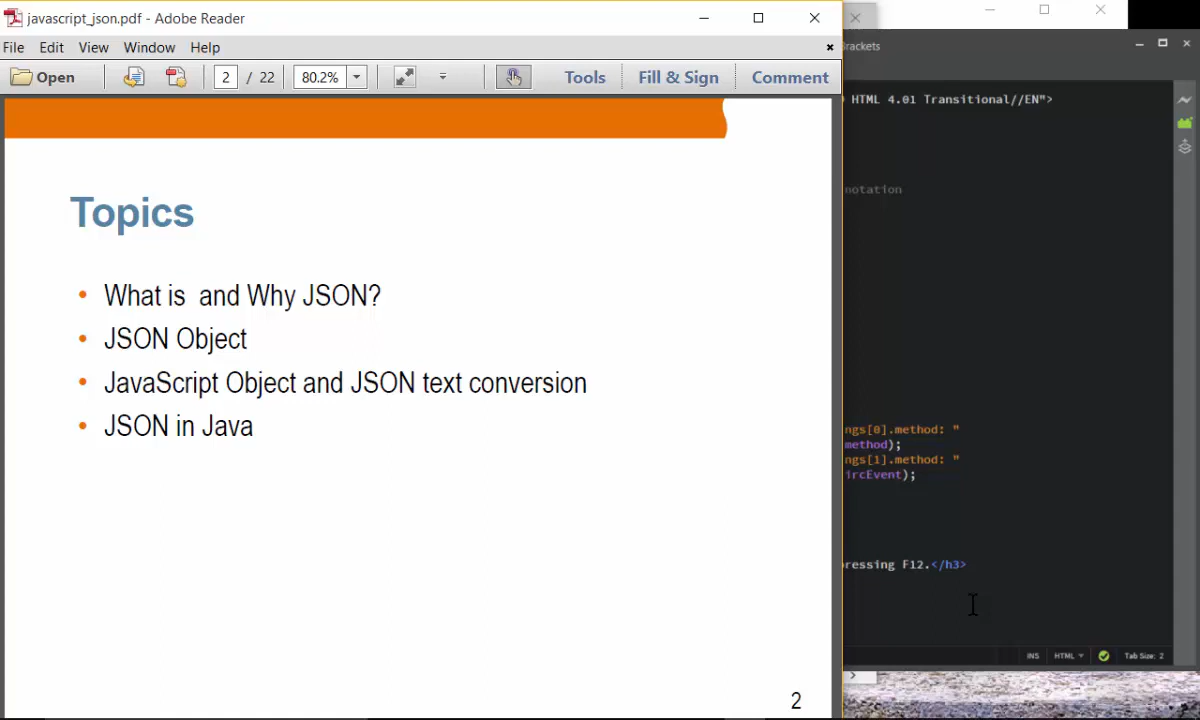 javascript_json.pdf - Adobe Reader
File Edit View Window Help
Open 2 / 22 80.2% Tools Fill & Sign Comment
Topics
• What is and Why JSON?
• JSON Object
• JavaScript Object and JSON text conversion
• JSON in Java
2
Brackets
HTML 4.01 Transitional//EN">
notation
ngs[0].method: "
method);
ngs[1].method: "
ircEvent);
ressing F12.</h3>
INS HTML Tab Size: 2